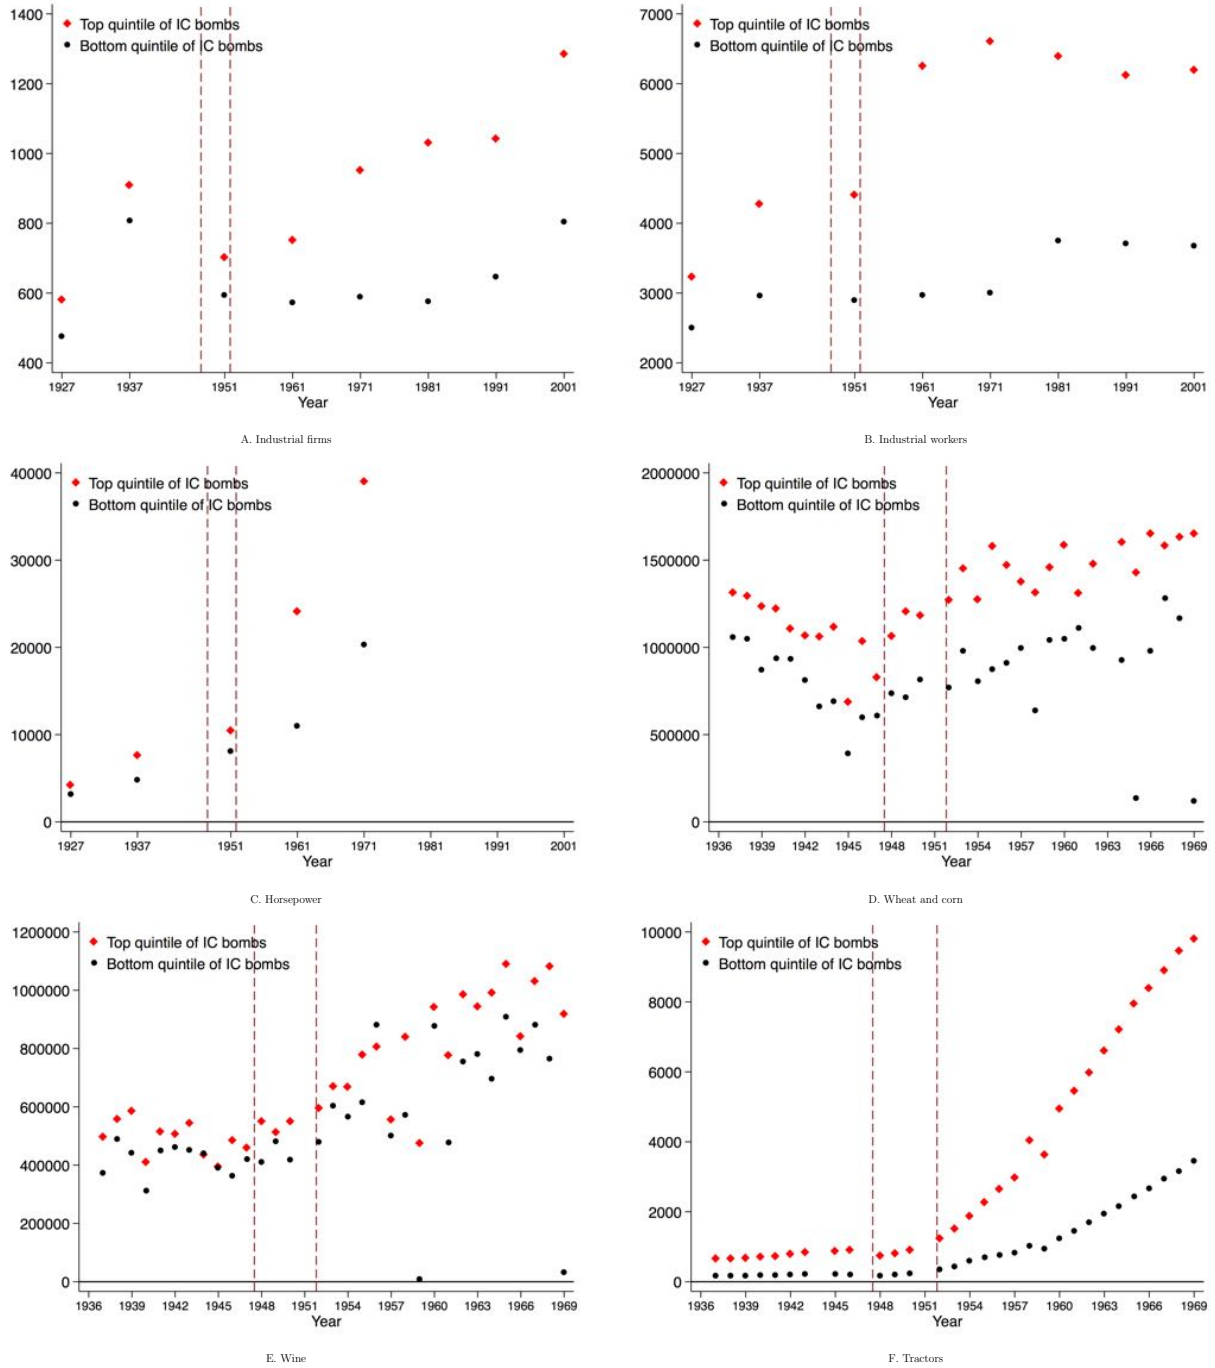 1400
1200
1000
800
600
400
Top quintile of IC bombs
Bottom quintile of IC bombs
1927 1937 1951 1961 1971 1981 1991 2001
Year
A. Industrial firms
7000
6000
5000
4000
3000
2000
Top quintile of IC bombs
Bottom quintile of IC bombs
1927 1937 1951 1961 1971 1981 1991 2001
Year
B. Industrial workers
40000
30000
20000
10000
0
Top quintile of IC bombs
Bottom quintile of IC bombs
1927 1937 1951 1961 1971 1981 1991 2001
Year
C. Horsepower
2000000
1500000
1000000
500000
0
Top quintile of IC bombs
Bottom quintile of IC bombs
1936 1939 1942 1945 1948 1951 1954 1957 1960 1963 1966 1969
Year
D. Wheat and corn
1200000
1000000
800000
600000
400000
200000
0
Top quintile of IC bombs
Bottom quintile of IC bombs
1936 1939 1942 1945 1948 1951 1954 1957 1960 1963 1966 1969
Year
E. Wine
10000
8000
6000
4000
2000
0
Top quintile of IC bombs
Bottom quintile of IC bombs
1936 1939 1942 1945 1948 1951 1954 1957 1960 1963 1966 1969
Year
F. Tractors